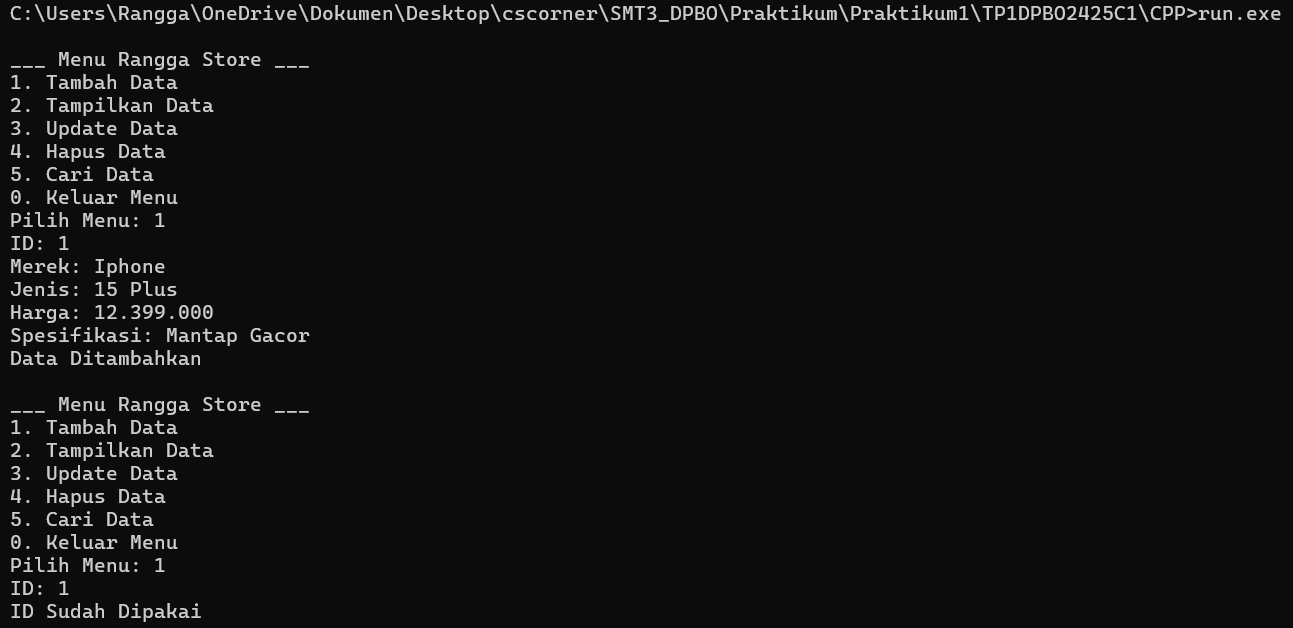 C:\Users\Rangga\OneDrive\Dokumen\Desktop\cscorner\SMT3_DPBO\Praktikum\Praktikum1\TP1DPBO2425C1\CPP>run.exe
___ Menu Rangga Store ___
1. Tambah Data
2. Tampilkan Data
3. Update Data
4. Hapus Data
5. Cari Data
0. Keluar Menu
Pilih Menu: 1
ID: 1
Merek: Iphone
Jenis: 15 Plus
Harga: 12.399.000
Spesifikasi: Mantap Gacor
Data Ditambahkan
___ Menu Rangga Store ___
1. Tambah Data
2. Tampilkan Data
3. Update Data
4. Hapus Data
5. Cari Data
0. Keluar Menu
Pilih Menu: 1
ID: 1
ID Sudah Dipakai